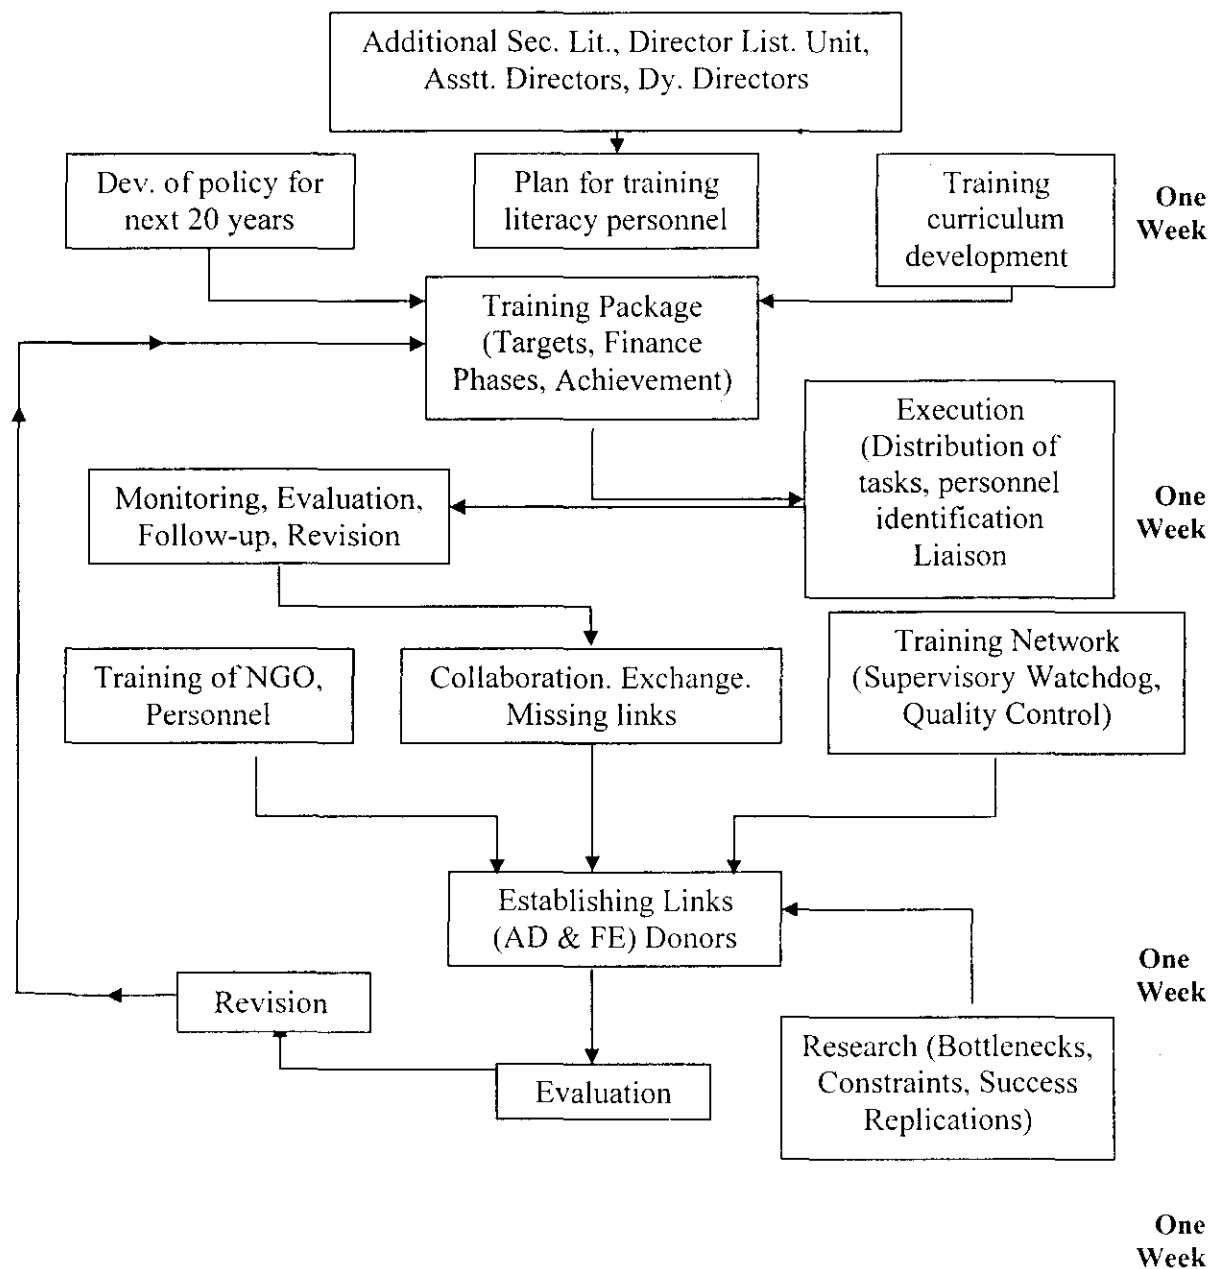 Additional Sec. Lit., Director List. Unit,
Asstt. Directors, Dy. Directors
Dev. of policy for
next 20 years
Plan for training
literacy personnel
Training
curriculum
development
One
Week
Training Package
(Targets, Finance
Phases, Achievement)
Execution
(Distribution of
tasks, personnel
identification
Liaison
One
Week
Monitoring, Evaluation,
Follow-up, Revision
Training of NGO,
Personnel
Collaboration. Exchange.
Missing links
Training Network
(Supervisory Watchdog,
Quality Control)
Establishing Links
(AD & FE) Donors
One
Week
Revision
Research (Bottlenecks,
Constraints, Success
Replications)
Evaluation
One
Week